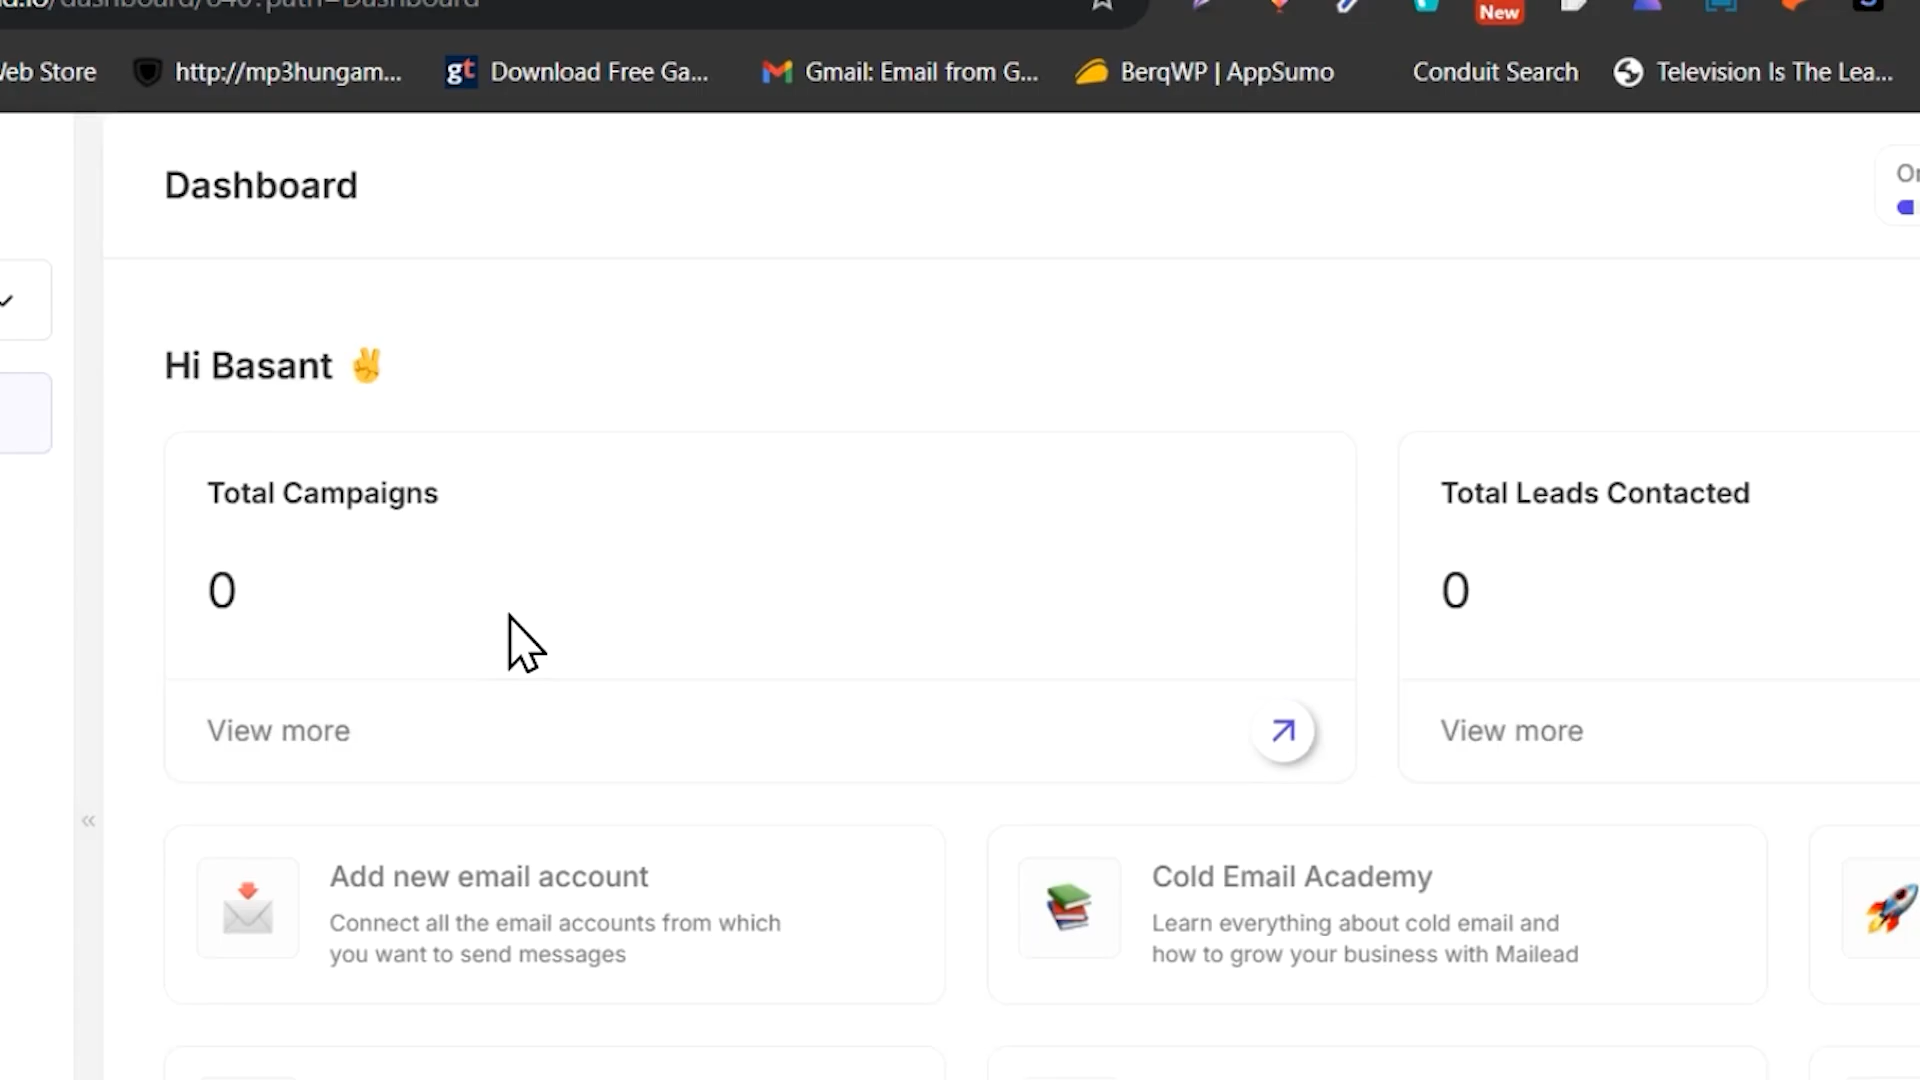 New
Web Store http://mp3hungam... gt Download Free Ga... Gmail: Email from G... BerqWP | AppSumo Conduit Search Television Is The Lea...
Dashboard
Hi Basant
Total Campaigns
0
View more
Total Leads Contacted
0
View more
Add new email account
Connect all the email accounts from which
you want to send messages
Cold Email Academy
Learn everything about cold email and
how to grow your business with Mailead